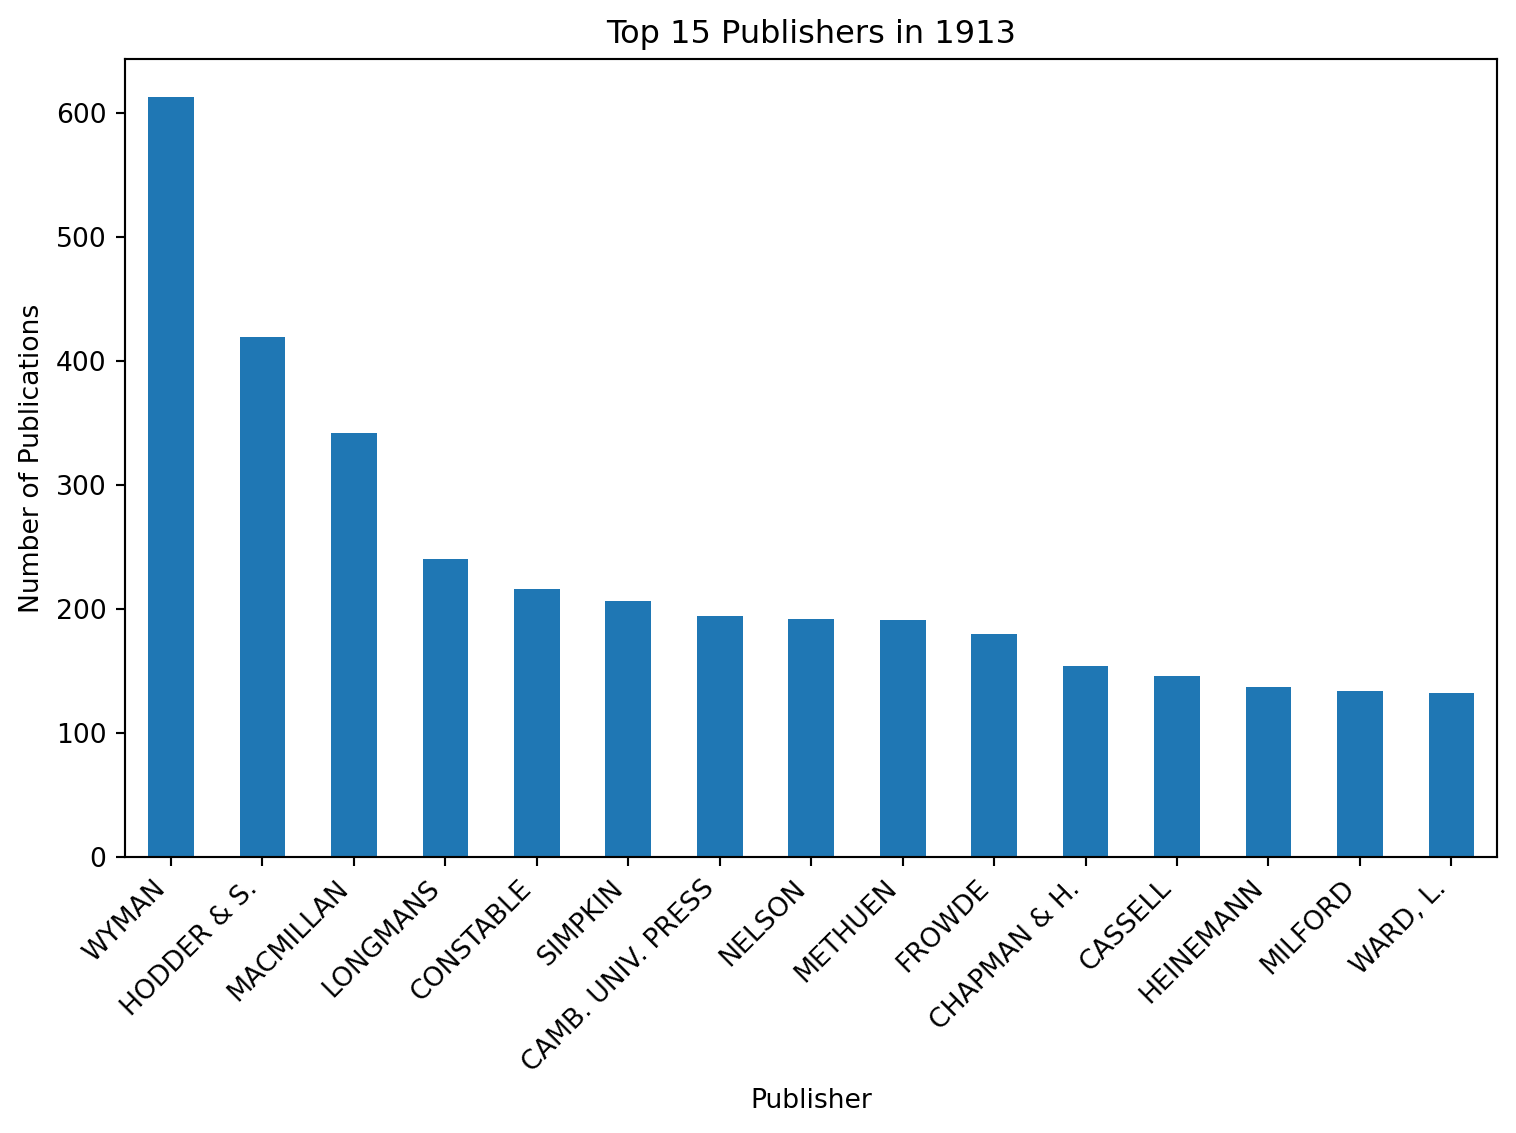 Top 15 Publishers in 1913
Number of Publications
600
500
400
300
200
100
0
WYMAN
HODDER & S.
MACMILLAN
LONGMANS
CONSTABLE
SIMPKIN
CAMB. UNIV. PRESS
NELSON
METHUEN
FROWDE
CHAPMAN & H.
CASSELL
HEINEMANN
MILFORD
WARD, L.
Publisher